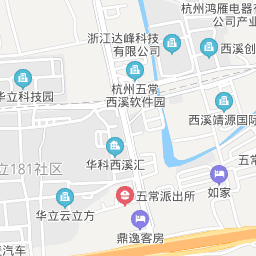 杭州鸿雁电器有
公司产业
浙江达峰科技
有限公司
西溪创
杭州五常
西溪软件园
华立科技园
西溪靖源国际
华科西溪汇
立181社区
五常
五常派出所
如家
华立云立方
鼎逸客房
汽车